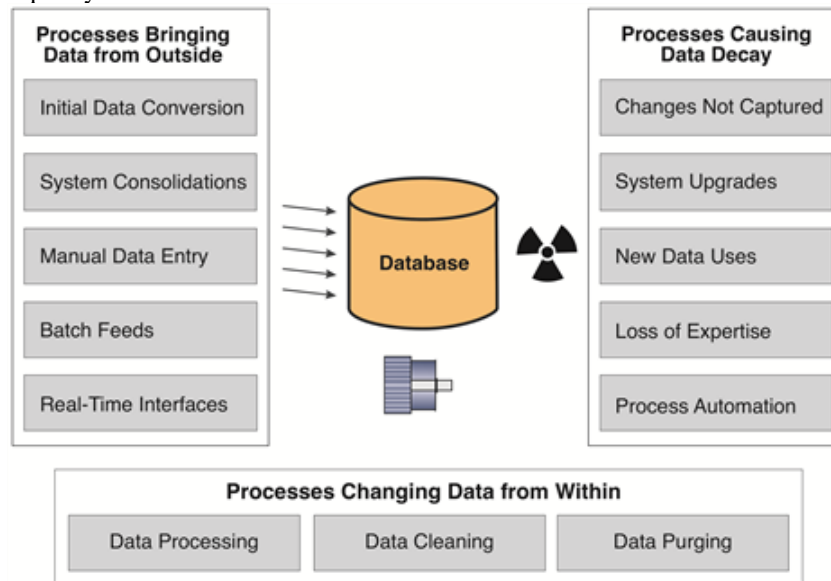 Processes Bringing
Data from Outside
Initial Data Conversion
System Consolidations
Manual Data Entry
Batch Feeds
Real-Time Interfaces
Database
Processes Causing
Data Decay
Changes Not Captured
System Upgrades
New Data Uses
Loss of Expertise
Process Automation
Processes Changing Data from Within
Data Processing
Data Cleaning
Data Purging